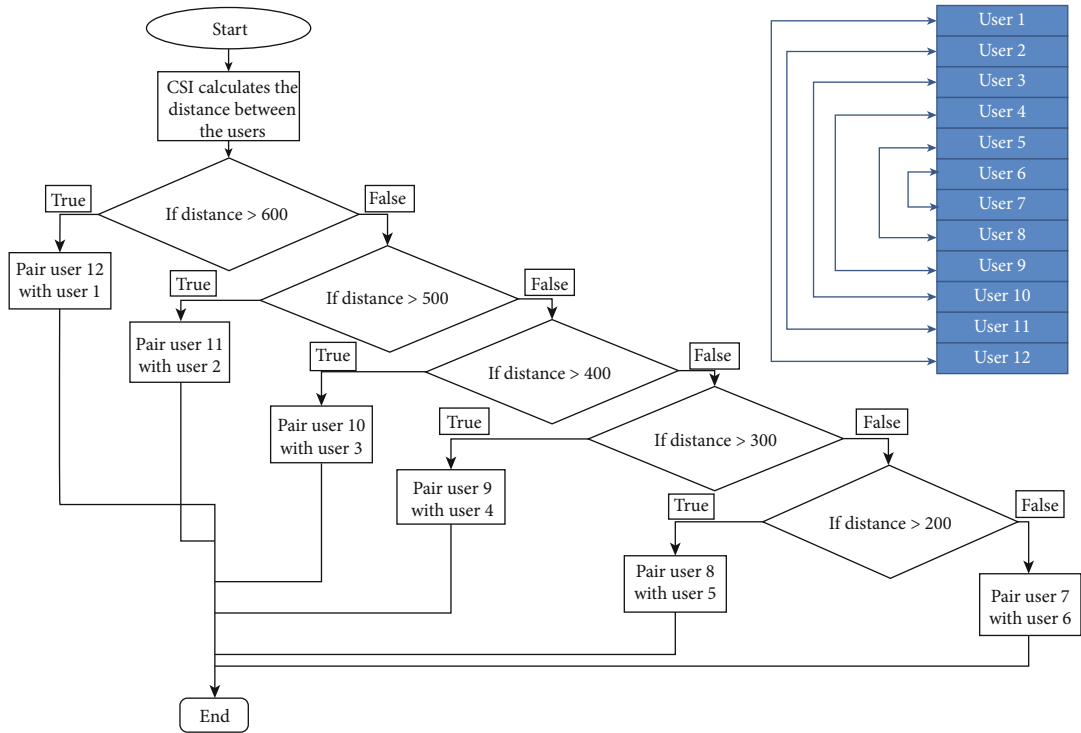 Start
CSI calculates the
distance between
the users
True
If distance > 600
False
Pair user 12
with user 1
True
If distance > 500
False
Pair user 11
with user 2
True
If distance > 400
False
Pair user 10
with user 3
True
If distance > 300
False
Pair user 9
with user 4
True
If distance > 200
False
Pair user 8
with user 5
Pair user 7
with user 6
End
User 1
User 2
User 3
User 4
User 5
User 6
User 7
User 8
User 9
User 10
User 11
User 12